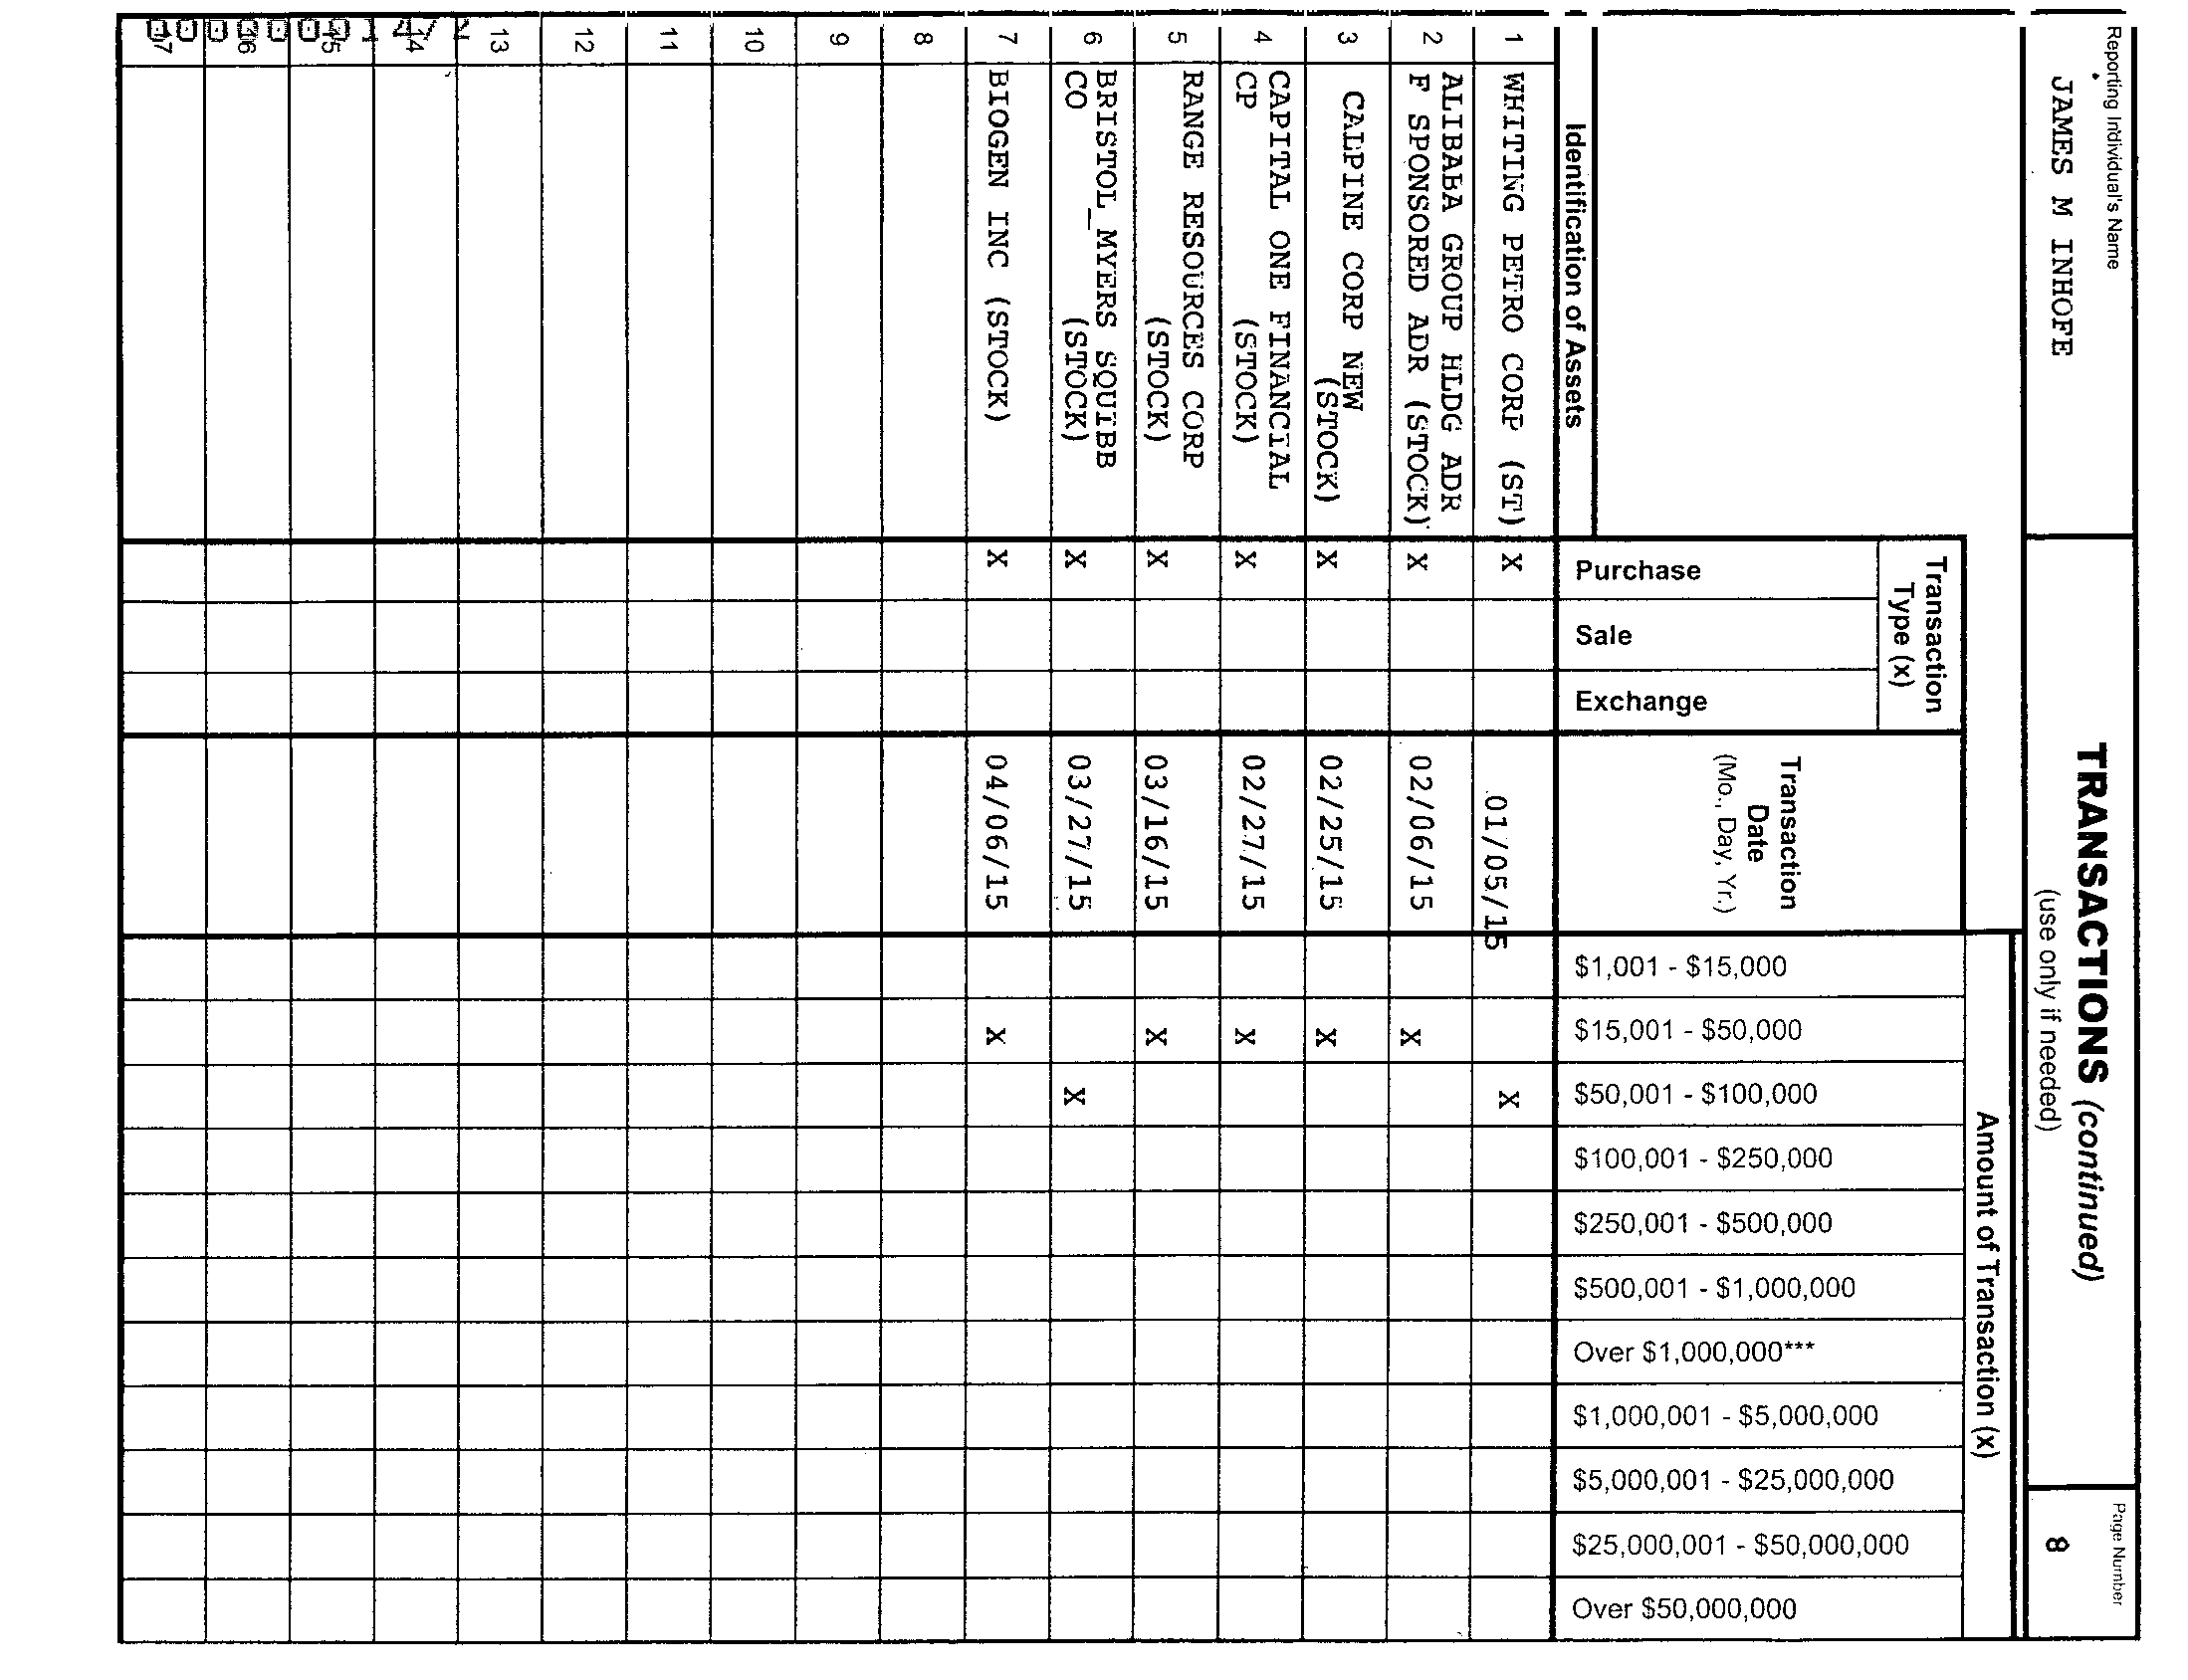 Reporting Individual's Name
JAMES M INHOFE
TRANSACTIONS (continued)
(use only if needed)
Page Number
8
Identification of Assets
Transaction
Type (x)
Purchase
Sale
Exchange
Transaction
Date
(Mo., Day, Yr.)
Amount of Transaction (x)
$1,001 - $15,000
$15,001 - $50,000
$50,001 - $100,000
$100,001 - $250,000
$250,001 - $500,000
$500,001 - $1,000,000
Over $1,000,000***
$1,000,001 - $5,000,000
$5,000,001 - $25,000,000
$25,000,001 - $50,000,000
Over $50,000,000
1 WHITING PETRO CORP (ST) X 01/05/15 X
2 ALIBABA GROUP HLDG ADR
F SPONSORED ADR (STOCK) X 02/06/15 X
3 CALPINE CORP NEW
(STOCK) X 02/25/15 X
4 CAPITAL ONE FINANCIAL
CP (STOCK) X 02/27/15 X
5 RANGE RESOURCES CORP
(STOCK) X 03/16/15 X
6 BRISTOL_MYERS SQUIBB
CO (STOCK) X 03/27/15 X
7 BIOGEN INC (STOCK) X 04/06/15 X
8
9
10
11
12
13
14
15
16
17